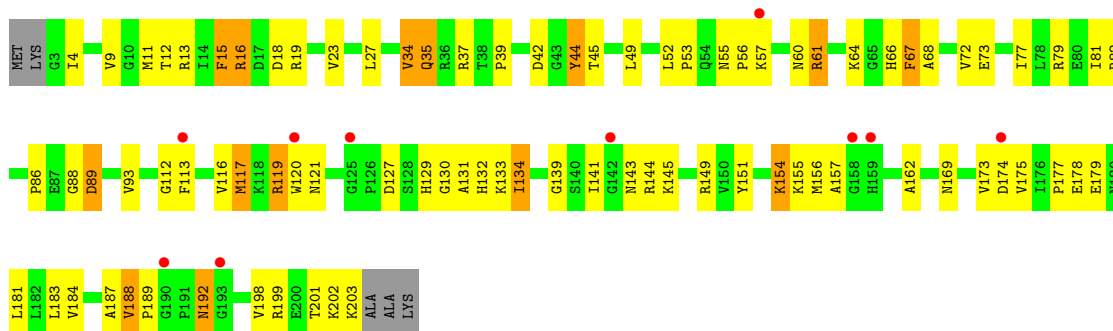 MET LYS G3 I4 V9 G10 M11 T12 R13 I14 F15 R16 D17 D18 R19 V23 L27 V34 Q35 R36 R37 T38 P39 D42 G43 Y44 T45 L49 L52 P53 Q54 N55 P56 K57 N60 R61 K64 G65 H66 F67 A68 V72 E73 I77 L78 R79 E80 I81
P86 E87 G88 D89 V93 G112 F113 V116 M117 K118 R119 W120 N121 G125 P126 D127 S128 H129 G130 A131 H132 K133 I134 G139 S140 I141 G142 N143 R144 K145 R149 V150 Y151 K154 K155 M156 A157 G158 H159 A162 N169 V173 D174 V175 I176 P177 E178 E179
L181 L182 L183 V184 A187 V188 P189 G190 P191 N192 G193 V198 R199 E200 T201 K202 K203 ALA ALA LYS